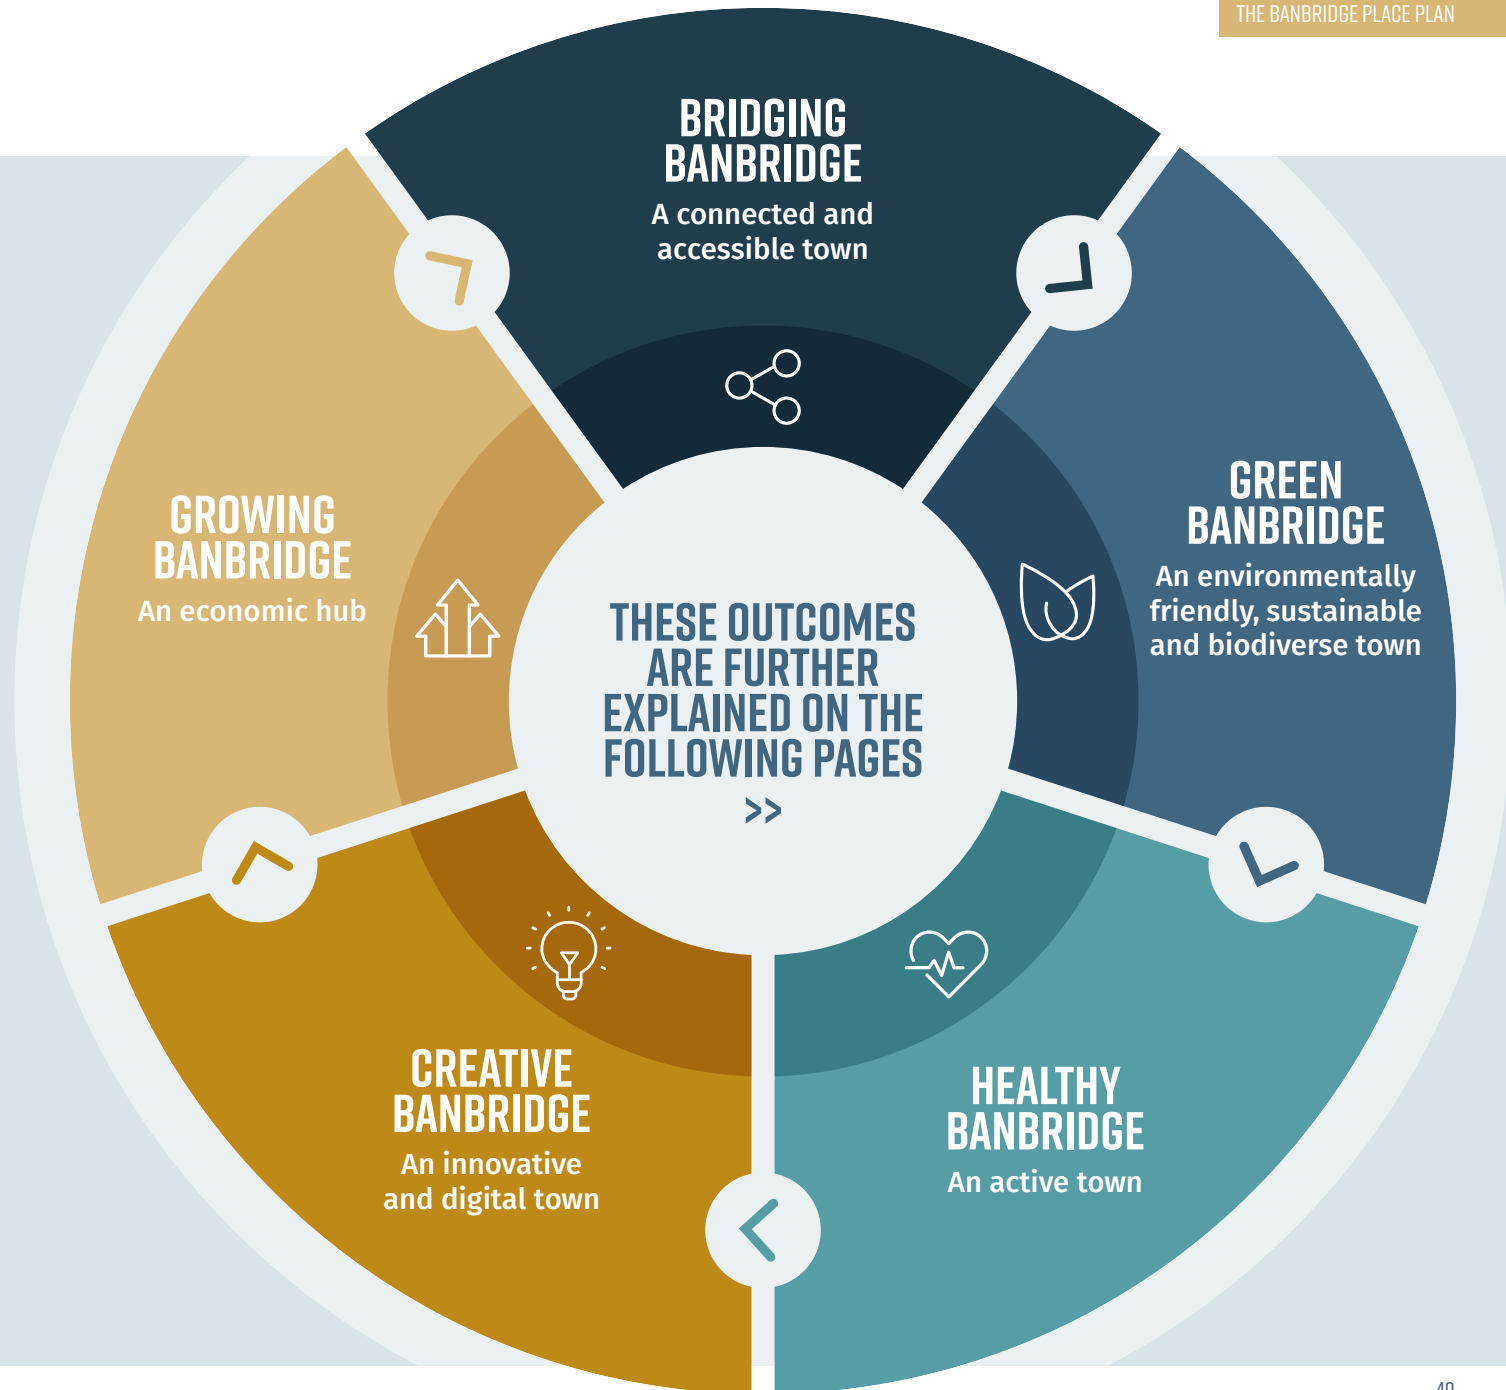 THE BANBRIDGE PLACE PLAN
BRIDGING
BANBRIDGE
A connected and
accessible town
GREEN
BANBRIDGE
An environmentally
friendly, sustainable
and biodiverse town
HEALTHY
BANBRIDGE
An active town
CREATIVE
BANBRIDGE
An innovative
and digital town
GROWING
BANBRIDGE
An economic hub
THESE OUTCOMES
ARE FURTHER
EXPLAINED ON THE
FOLLOWING PAGES
>>